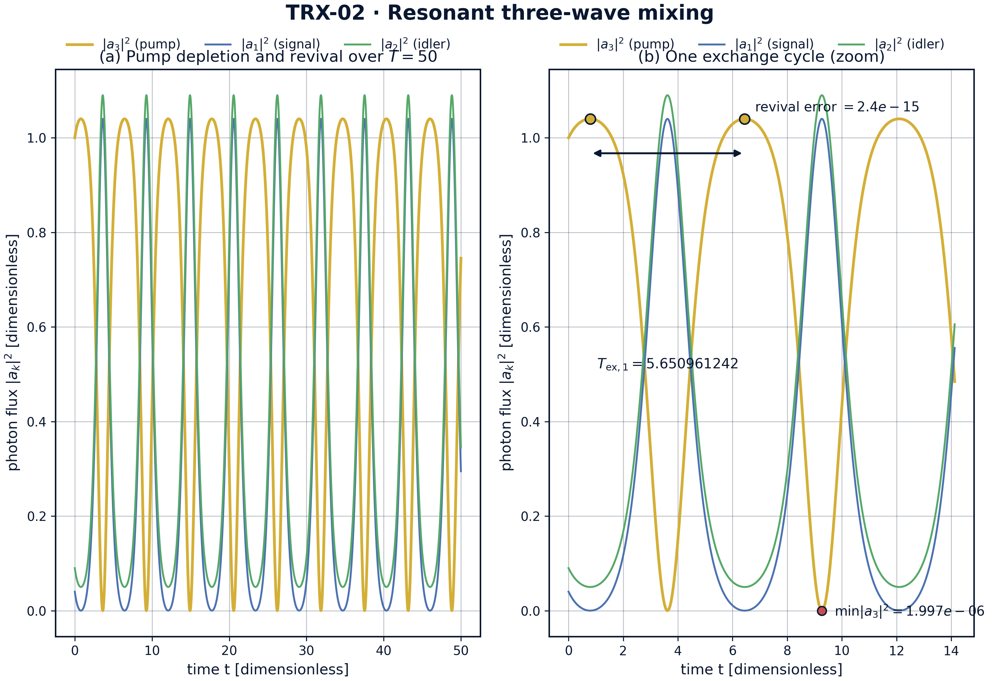 TRX-02 · Resonant three-wave mixing
|a₃|² (pump) |a₁|² (signal) |a₂|² (idler)
(a) Pump depletion and revival over T = 50
photon flux |aₖ|² [dimensionless]
1.0
0.8
0.6
0.4
0.2
0.0
0 10 20 30 40 50
time t [dimensionless]
|a₃|² (pump) |a₁|² (signal) |a₂|² (idler)
(b) One exchange cycle (zoom)
photon flux |aₖ|² [dimensionless]
revival error = 2.4e − 15
1.0
0.8
0.6
T_ex, 1 = 5.650961242
0.4
0.2
0.0
min|a₃|² = 1.997e − 06
0 2 4 6 8 10 12 14
time t [dimensionless]